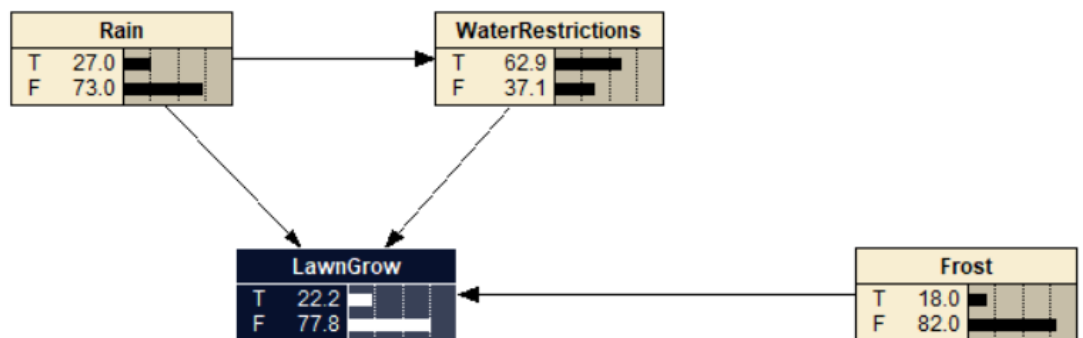 Rain
T 27.0
F 73.0
WaterRestrictions
T 62.9
F 37.1
LawnGrow
T 22.2
F 77.8
Frost
T 18.0
F 82.0